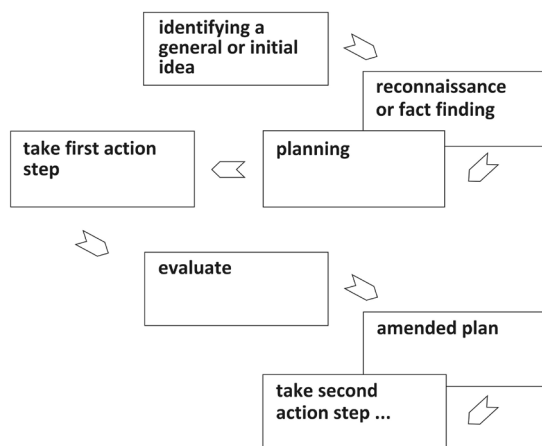 identifying a
general or initial
idea
reconnaissance
or fact finding
planning
take first action
step
evaluate
amended plan
take second
action step ...